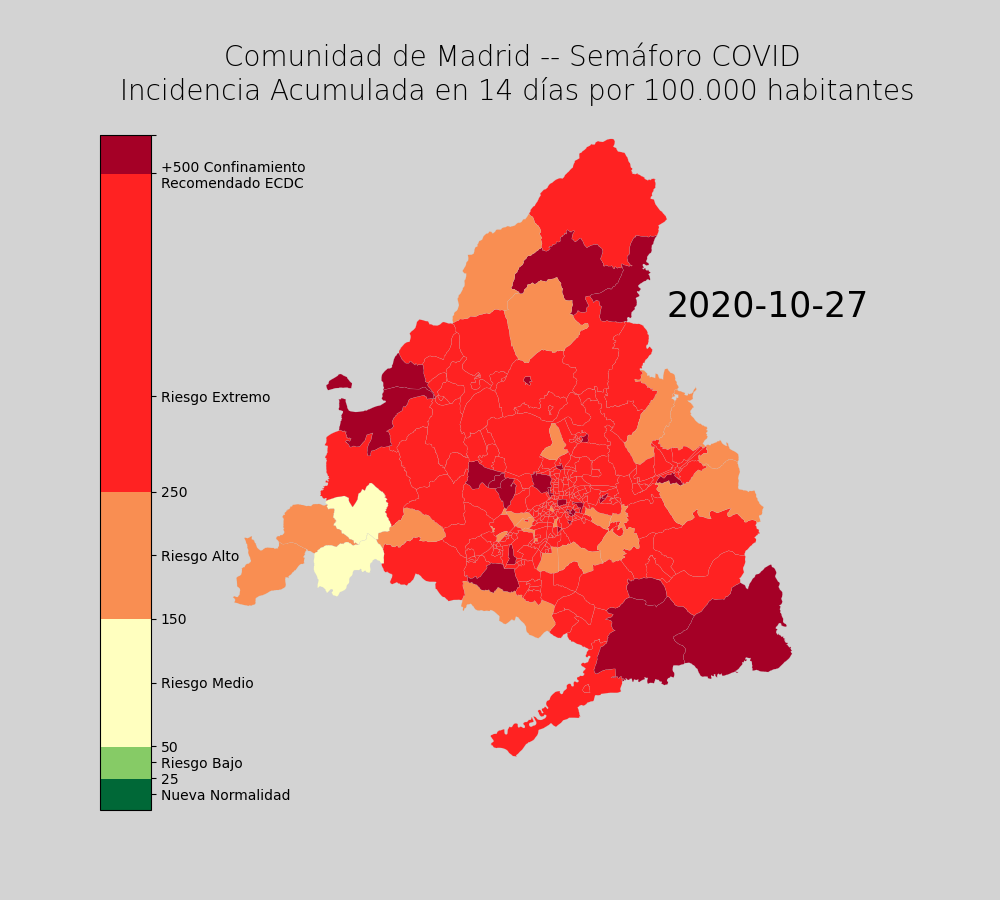 Comunidad de Madrid -- Semáforo COVID
Incidencia Acumulada en 14 días por 100.000 habitantes
+500 Confinamiento
Recomendado ECDC
2020-10-27
Riesgo Extremo
250
Riesgo Alto
150
Riesgo Medio
50
Riesgo Bajo
25
Nueva Normalidad